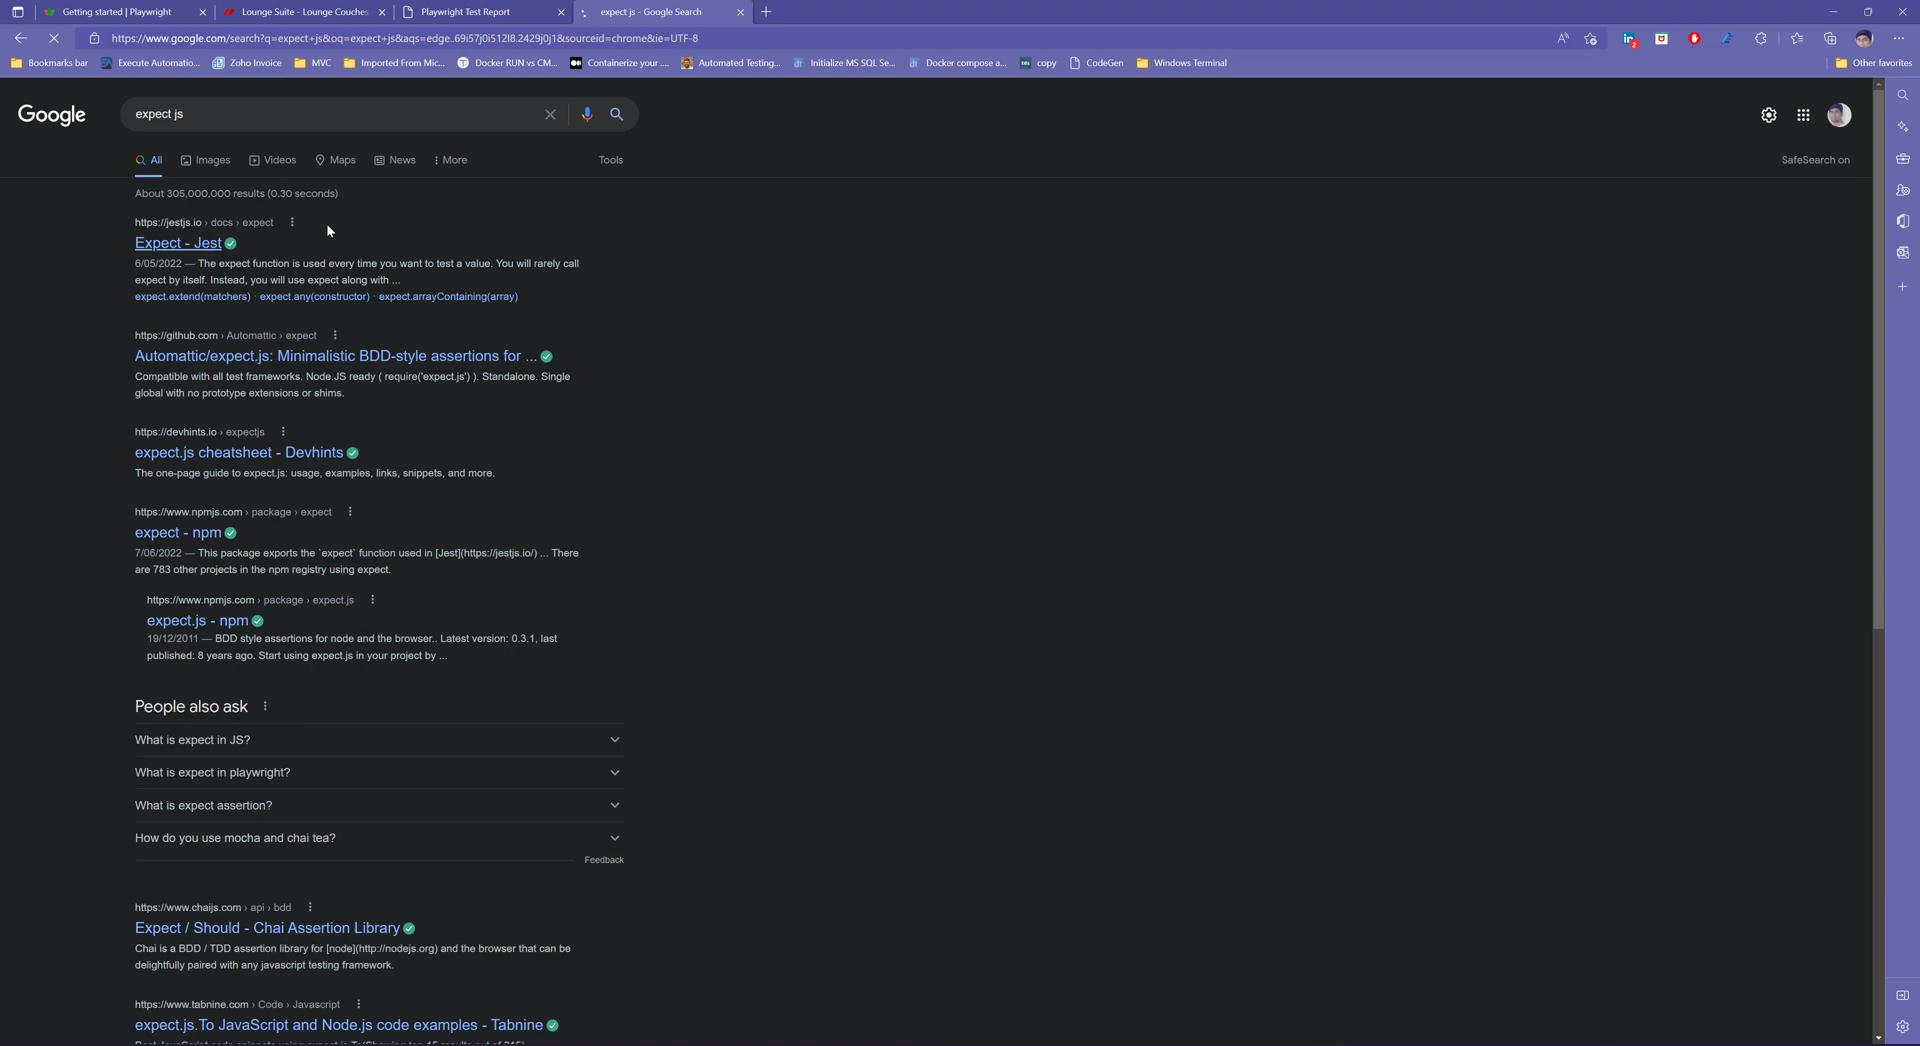 Getting started | Playwright
Lounge Suite - Lounge Couches
Playwright Test Report
expect js - Google Search
https://www.google.com/search?q=expect+js&oq=expect+js&aqs=edge..69i57j0i512l8.2429j0j1&sourceid=chrome&ie=UTF-8
Bookmarks bar
Execute Automatio...
Zoho Invoice
MVC
Imported From Mic...
Docker RUN vs CM...
Containerize your ....
Automated Testing...
Initialize MS SQL Se...
Docker compose a...
copy
CodeGen
Windows Terminal
Other favorites
Google
expect js
All
Images
Videos
Maps
News
More
Tools
SafeSearch on
About 305,000,000 results (0.30 seconds)
https://jestjs.io › docs › expect
Expect - Jest
6/05/2022 — The expect function is used every time you want to test a value. You will rarely call
expect by itself. Instead, you will use expect along with ...
expect.extend(matchers) · expect.any(constructor) · expect.arrayContaining(array)
https://github.com › Automattic › expect
Automattic/expect.js: Minimalistic BDD-style assertions for ...
Compatible with all test frameworks. Node.JS ready ( require('expect.js') ). Standalone. Single
global with no prototype extensions or shims.
https://devhints.io › expectjs
expect.js cheatsheet - Devhints
The one-page guide to expect.js: usage, examples, links, snippets, and more.
https://www.npmjs.com › package › expect
expect - npm
7/06/2022 — This package exports the `expect` function used in [Jest](https://jestjs.io/) ... There
are 783 other projects in the npm registry using expect.
https://www.npmjs.com › package › expect.js
expect.js - npm
19/12/2011 — BDD style assertions for node and the browser.. Latest version: 0.3.1, last
published: 8 years ago. Start using expect.js in your project by ...
People also ask
What is expect in JS?
What is expect in playwright?
What is expect assertion?
How do you use mocha and chai tea?
Feedback
https://www.chaijs.com › api › bdd
Expect / Should - Chai Assertion Library
Chai is a BDD / TDD assertion library for [node](http://nodejs.org) and the browser that can be
delightfully paired with any javascript testing framework.
https://www.tabnine.com › Code › Javascript
expect.js.To JavaScript and Node.js code examples - Tabnine